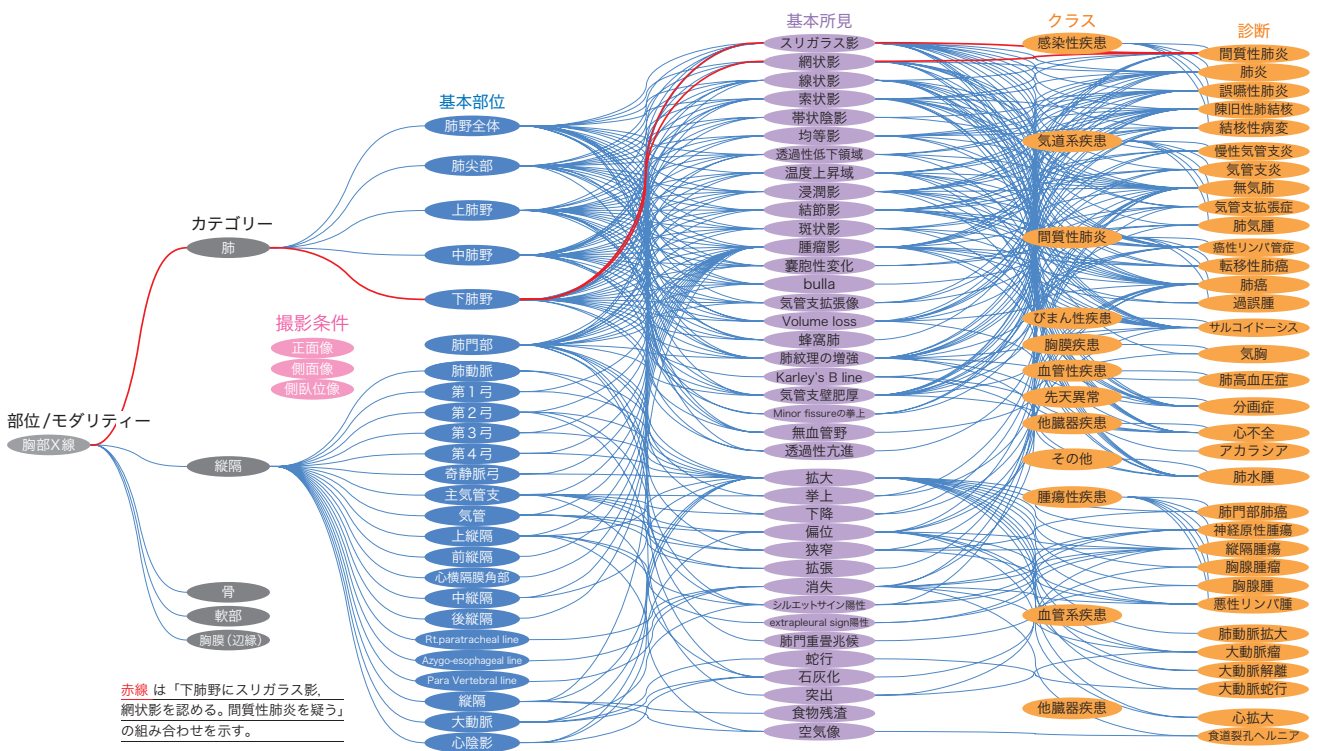 部位/モダリティー
胸部X線
カテゴリー
肺
縦隔
骨
軟部
胸膜(辺縁)
撮影条件
正面像
側面像
側臥位像
基本部位
肺野全体
肺尖部
上肺野
中肺野
下肺野
肺門部
肺動脈
第1弓
第2弓
第3弓
第4弓
奇静脈弓
主気管支
気管
上縦隔
前縦隔
心横隔膜角部
中縦隔
後縦隔
Rt.paratracheal line
Azygo-esophageal line
Para Vertebral line
縦隔
大動脈
心陰影
基本所見
スリガラス影
網状影
線状影
索状影
帯状陰影
均等影
透過性低下領域
温度上昇域
浸潤影
結節影
斑状影
腫瘤影
嚢胞性変化
bulla
気管支拡張像
Volume loss
蜂窩肺
肺紋理の増強
Karley's B line
気管支壁肥厚
Minor fissureの挙上
無血管野
透過性亢進
拡大
挙上
下降
偏位
狭窄
拡張
消失
シルエットサイン陽性
extrapleural sign陽性
肺門重畳兆候
蛇行
石灰化
突出
食物残渣
空気像
クラス
感染性疾患
気道系疾患
間質性肺炎
びまん性疾患
胸膜疾患
血管性疾患
先天異常
他臓器疾患
その他
腫瘍性疾患
血管系疾患
他臓器疾患
診断
間質性肺炎
肺炎
誤嚥性肺炎
陳旧性肺結核
結核性病変
慢性気管支炎
気管支炎
無気肺
気管支拡張症
肺気腫
癌性リンパ管症
転移性肺癌
肺癌
過誤腫
サルコイドーシス
気胸
肺高血圧症
分画症
心不全
アカラシア
肺水腫
肺門部肺癌
神経原性腫瘍
縦隔腫瘍
胸腺腫瘤
胸腺腫
悪性リンパ腫
肺動脈拡大
大動脈瘤
大動脈解離
大動脈蛇行
心拡大
食道裂孔ヘルニア
赤線 は「下肺野にスリガラス影,
網状影を認める。間質性肺炎を疑う」
の組み合わせを示す。